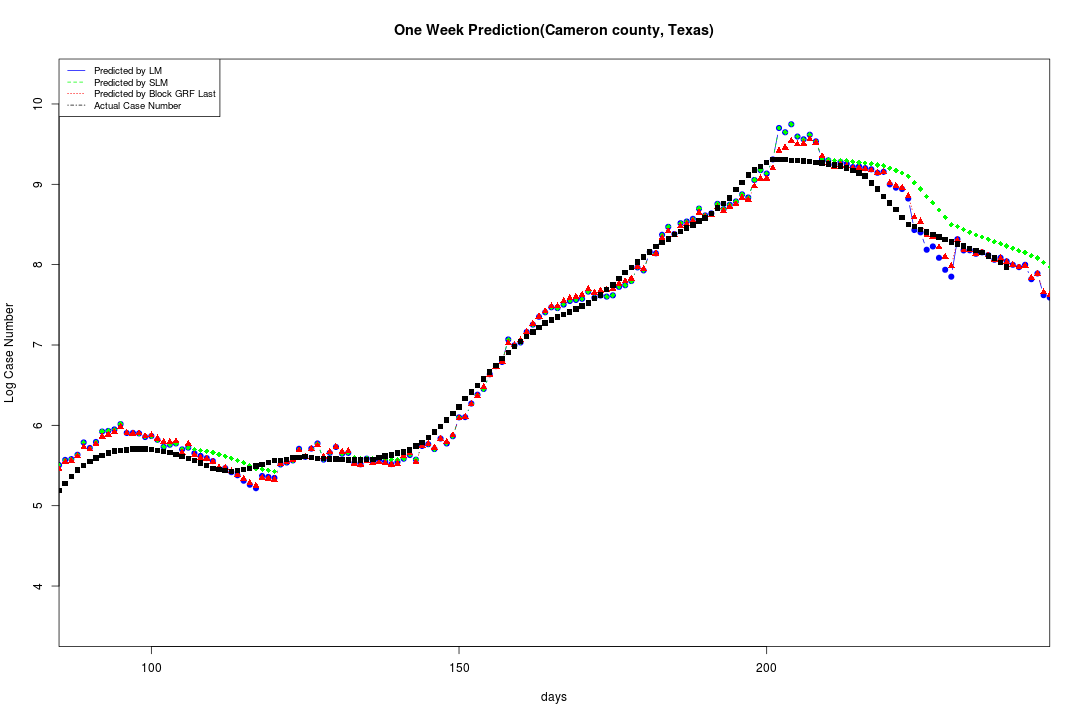 One Week Prediction(Cameron county, Texas)
Predicted by LM
Predicted by SLM
Predicted by Block GRF Last
Actual Case Number
10
9
8
7
6
5
4
Log Case Number
100 150 200
days